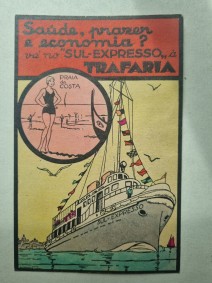 Saúde, prazer
e economia?
vá no "SUL-EXPRESSO„ à
TRAFARIA
PRAIA da
COSTA
SUL-EXPRESSO